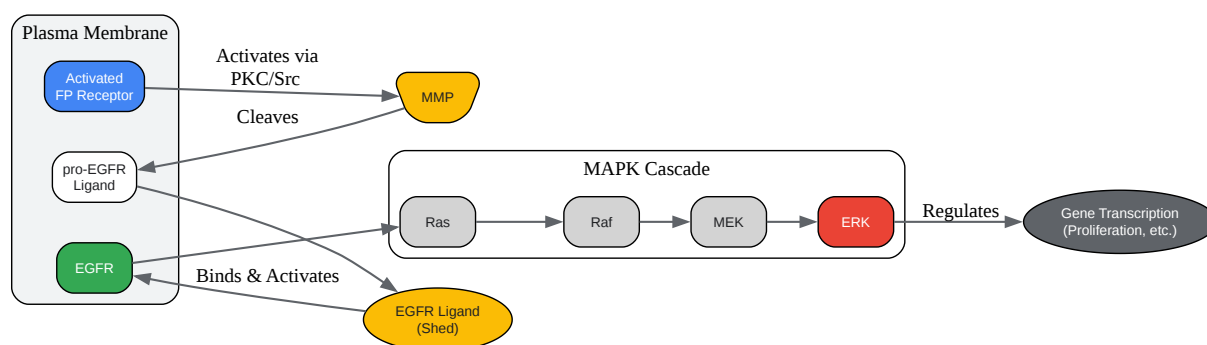 Plasma Membrane
Activated
FP Receptor
Activates via
PKC/Src
MMP
Cleaves
pro-EGFR
Ligand
MAPK Cascade
Ras
Raf
MEK
ERK
Regulates
Gene Transcription
(Proliferation, etc.)
EGFR
Binds & Activates
EGFR Ligand
(Shed)